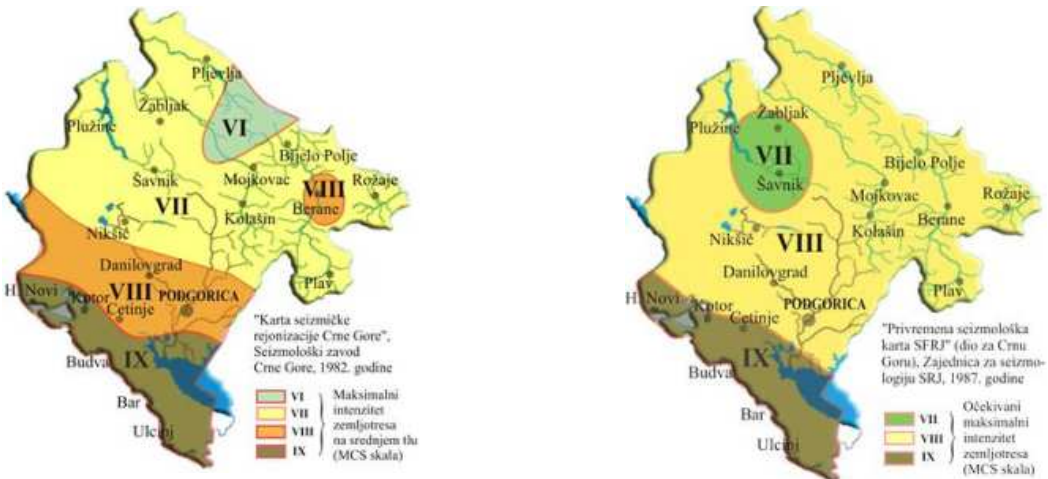 Pljevlja
Žabljak
Plužine
VI
Bijelo Polje
Mojkovac
VIII
Rožaje
Šavnik
VII
Berane
Kolašin
Nikšić
Danilovgrad
Plav
VIII
PODGORICA
H. Novi
Kotor
Cetinje
IX
Budva
Bar
Ulcinj
"Karta seizmičke
rejonizacije Crne Gore",
Seizmološki zavod
Crne Gore, 1982. godine
VI
VII
VIII
IX
Maksimalni
intenzitet
zemljotresa
na srednjem tlu
(MCS skala)
Pljevlja
Žabljak
Plužine
VII
Bijelo Polje
Šavnik
Mojkovac
Rožaje
Berane
Kolašin
Nikšić
VIII
Danilovgrad
Plav
H. Novi
Kotor
PODGORICA
Cetinje
IX
Budva
Bar
Ulcinj
"Privremena seizmološka
karta SFRJ" (dio za Crnu
Goru), Zajednica za seizmo-
logiju SRJ, 1987. godine
VII
VIII
IX
Očekivani
maksimalni
intenzitet
zemljotresa
(MCS skala)